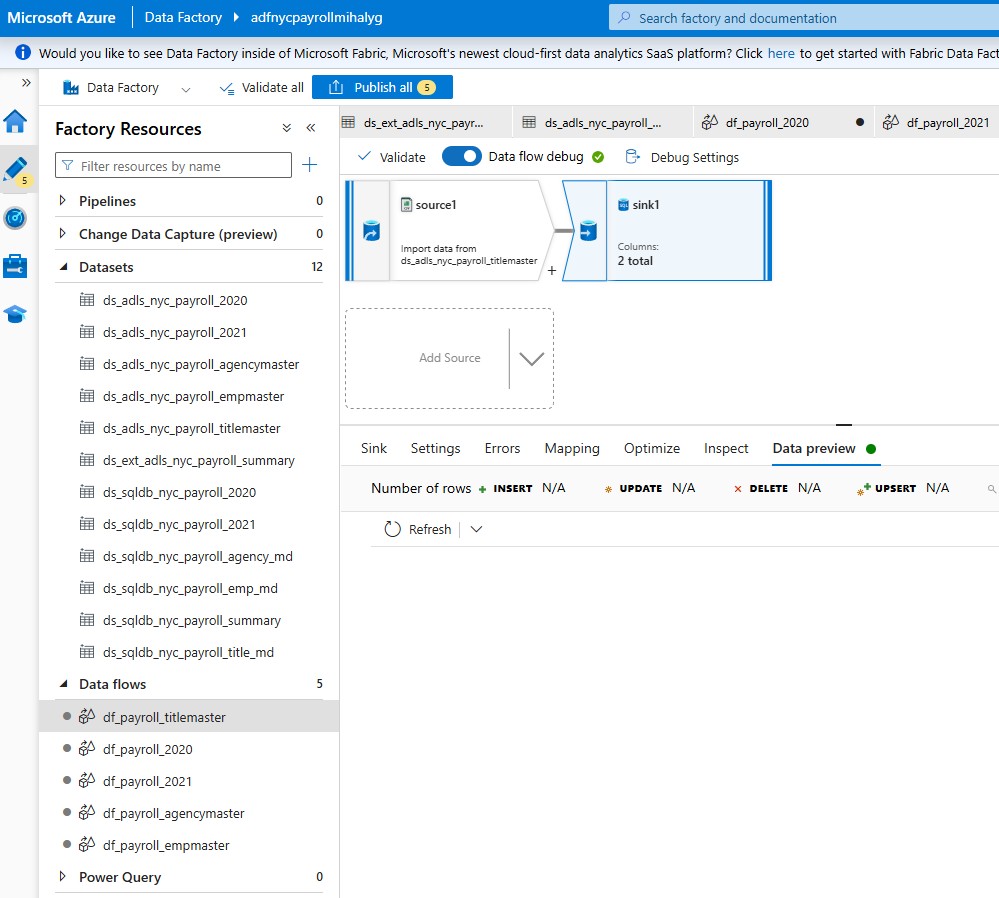 Microsoft Azure Data Factory adfnycpayrollmihalyg Search factory and documentation
Would you like to see Data Factory inside of Microsoft Fabric, Microsoft's newest cloud-first data analytics SaaS platform? Click here to get started with Fabric Data Fact
Data Factory Validate all Publish all 5
Factory Resources
Filter resources by name
5
Pipelines 0
Change Data Capture (preview) 0
Datasets 12
ds_adls_nyc_payroll_2020
ds_adls_nyc_payroll_2021
ds_adls_nyc_payroll_agencymaster
ds_adls_nyc_payroll_empmaster
ds_adls_nyc_payroll_titlemaster
ds_ext_adls_nyc_payroll_summary
ds_sqldb_nyc_payroll_2020
ds_sqldb_nyc_payroll_2021
ds_sqldb_nyc_payroll_agency_md
ds_sqldb_nyc_payroll_emp_md
ds_sqldb_nyc_payroll_summary
ds_sqldb_nyc_payroll_title_md
Data flows 5
df_payroll_titlemaster
df_payroll_2020
df_payroll_2021
df_payroll_agencymaster
df_payroll_empmaster
Power Query 0
ds_ext_adls_nyc_payr... ds_adls_nyc_payroll_... df_payroll_2020 df_payroll_2021
Validate Data flow debug Debug Settings
source1
Import data from
ds_adls_nyc_payroll_titlemaster
+
SQL sink1
Columns:
2 total
Add Source
Sink Settings Errors Mapping Optimize Inspect Data preview
Number of rows + INSERT N/A UPDATE N/A DELETE N/A UPSERT N/A
Refresh